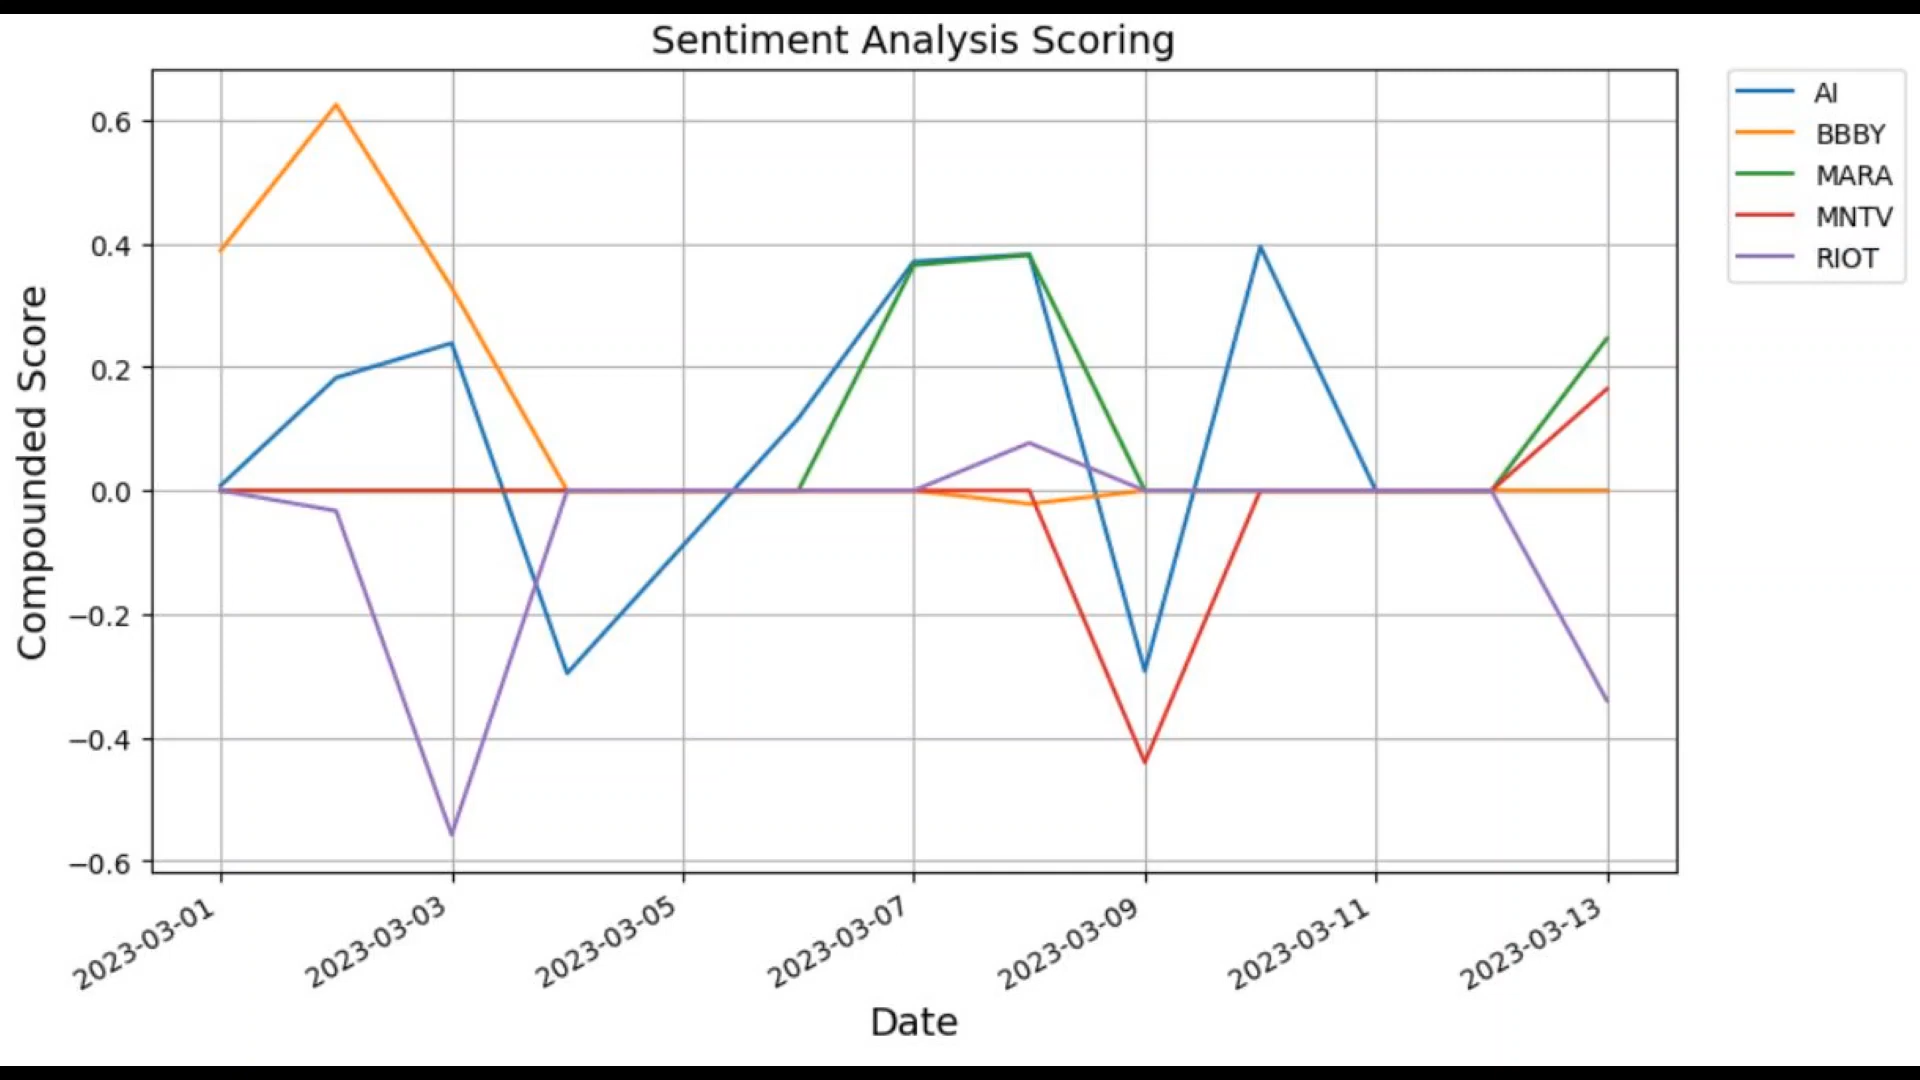 Sentiment Analysis Scoring
AI
BBBY
MARA
MNTV
RIOT
Compounded Score
0.6
0.4
0.2
0.0
−0.2
−0.4
−0.6
2023-03-01
2023-03-03
2023-03-05
2023-03-07
2023-03-09
2023-03-11
2023-03-13
Date